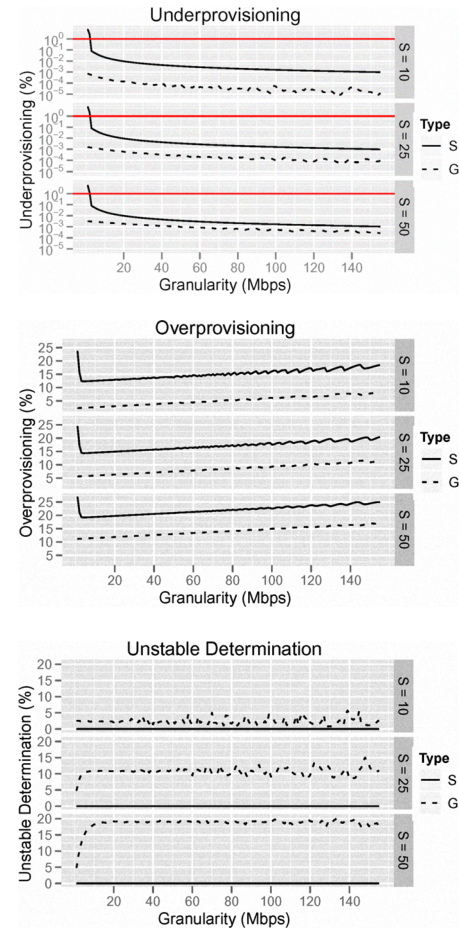 Underprovisioning
Underprovisioning (%)
10^0
10^-1
10^-2
10^-3
10^-4
10^-5
S = 10
10^0
10^-1
10^-2
10^-3
10^-4
10^-5
S = 25
10^0
10^-1
10^-2
10^-3
10^-4
10^-5
S = 50
20 40 60 80 100 120 140
Granularity (Mbps)
Type
S
G
Overprovisioning
Overprovisioning (%)
25
20
15
10
5
S = 10
25
20
15
10
5
S = 25
25
20
15
10
5
S = 50
20 40 60 80 100 120 140
Granularity (Mbps)
Type
S
G
Unstable Determination
Unstable Determination (%)
20
15
10
5
0
S = 10
20
15
10
5
0
S = 25
20
15
10
5
0
S = 50
20 40 60 80 100 120 140
Granularity (Mbps)
Type
S
G